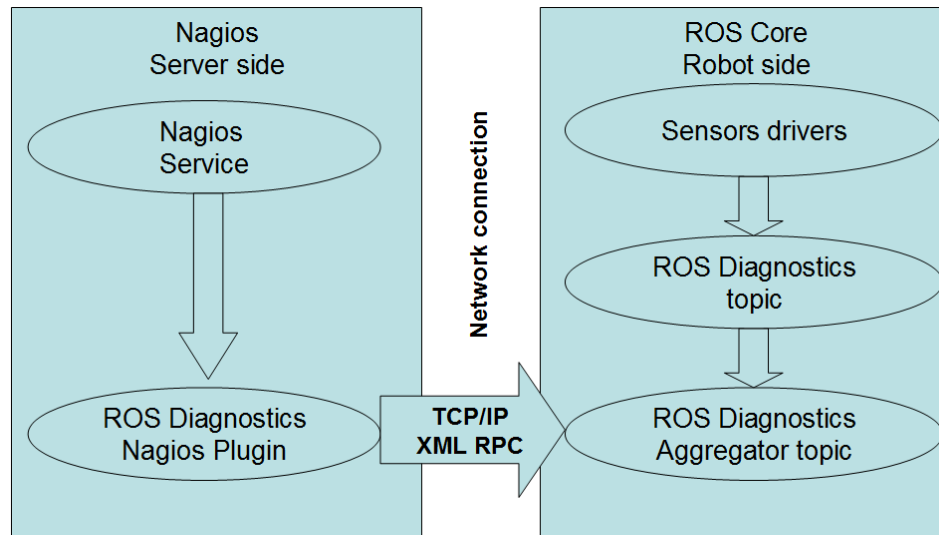 Nagios
Server side
Nagios
Service
ROS Diagnostics
Nagios Plugin
Network connection
TCP/IP
XML RPC
ROS Core
Robot side
Sensors drivers
ROS Diagnostics
topic
ROS Diagnostics
Aggregator topic